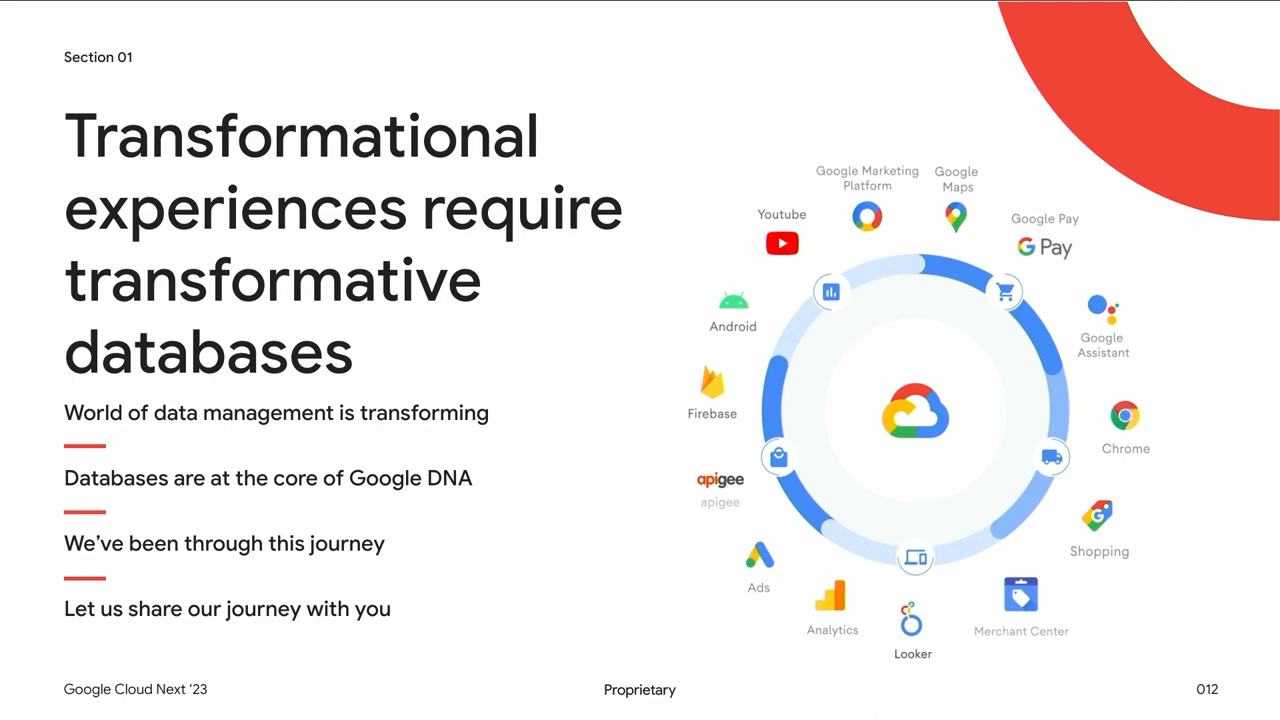 Section 01
Transformational
experiences require
transformative
databases
World of data management is transforming
Databases are at the core of Google DNA
We've been through this journey
Let us share our journey with you
Google Marketing
Platform
Google
Maps
Youtube
Google Pay
G Pay
Android
Google
Assistant
Firebase
Chrome
apigee
apigee
Shopping
Ads
Analytics
Looker
Merchant Center
Google Cloud Next ‘23
Proprietary
012